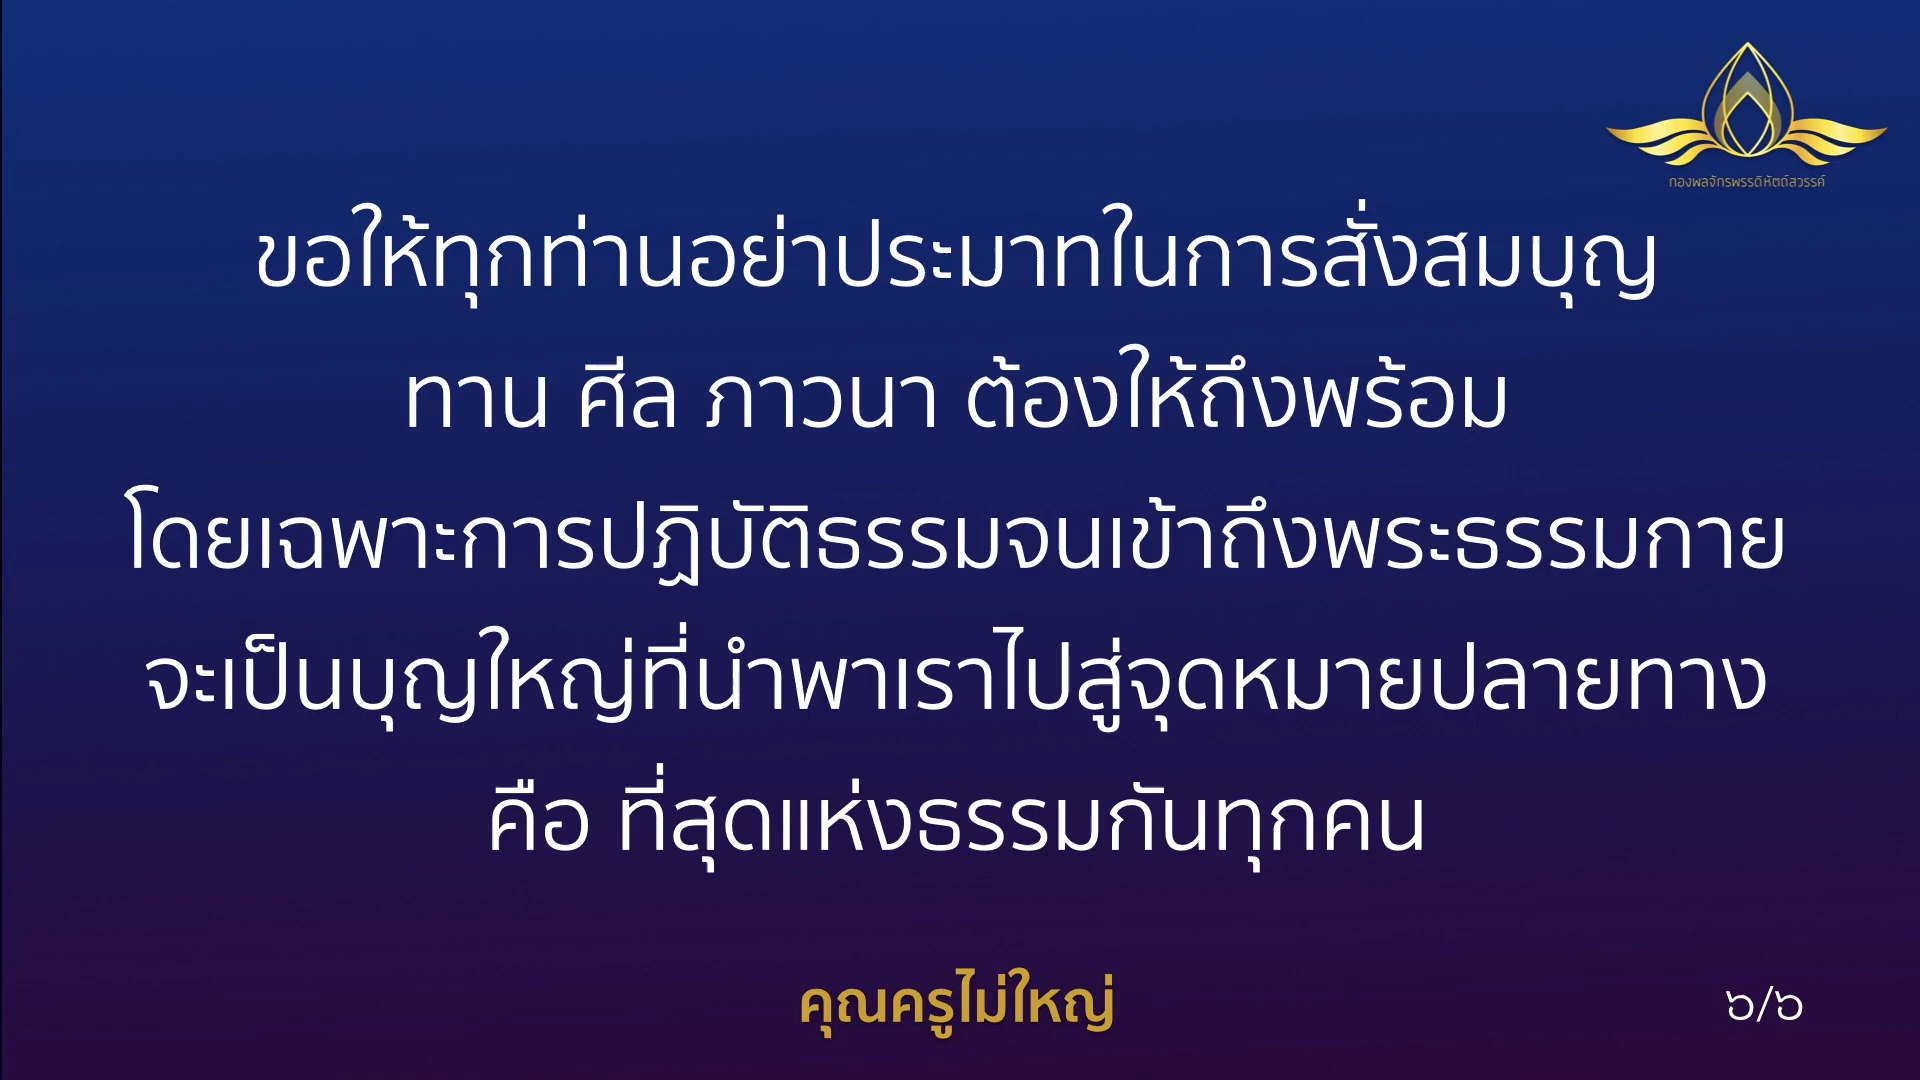 กองพลจักรพรรดิหัตถ์สวรรค์
ขอให้ทุกท่านอย่าประมาทในการสั่งสมบุญ
ทาน ศีล ภาวนา ต้องให้ถึงพร้อม
โดยเฉพาะการปฏิบัติธรรมจนเข้าถึงพระธรรมกาย
จะเป็นบุญใหญ่ที่นำพาเราไปสู่จุดหมายปลายทาง
คือ ที่สุดแห่งธรรมกันทุกคน
คุณครูไม่ใหญ่
๖/๖